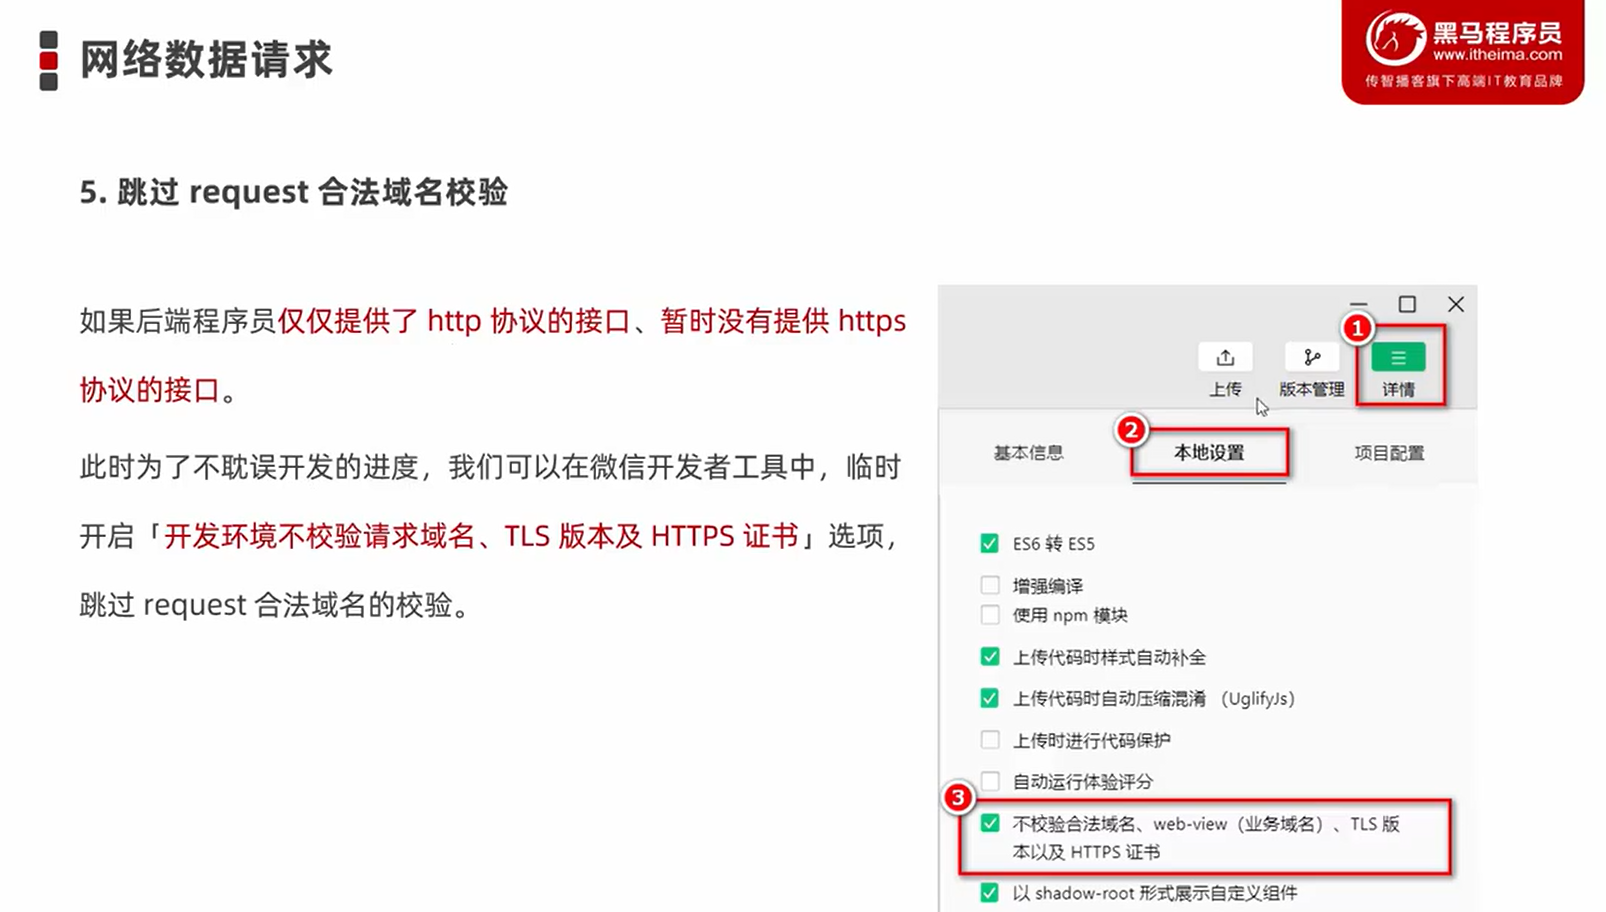 网络数据请求
黑马程序员
www.itheima.com
传智播客旗下高端IT教育品牌
5. 跳过 request 合法域名校验
如果后端程序员仅仅提供了 http 协议的接口、暂时没有提供 https
协议的接口。
此时为了不耽误开发的进度，我们可以在微信开发者工具中，临时
开启「开发环境不校验请求域名、TLS 版本及 HTTPS 证书」选项，
跳过 request 合法域名的校验。
1
上传 版本管理 详情
2
基本信息 本地设置 项目配置
ES6 转 ES5
增强编译
使用 npm 模块
上传代码时样式自动补全
上传代码时自动压缩混淆 （UglifyJs）
上传时进行代码保护
自动运行体验评分
3
不校验合法域名、web-view（业务域名）、TLS 版
本以及 HTTPS 证书
以 shadow-root 形式展示自定义组件